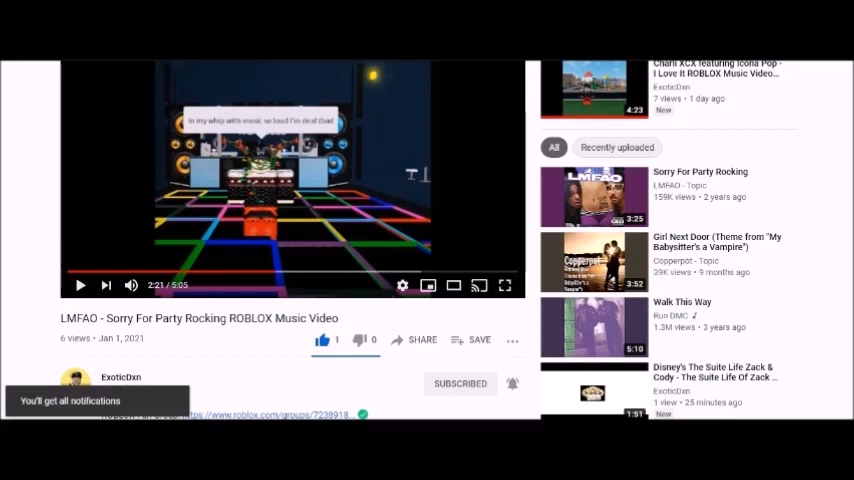 in my whip with music so loud I'm deaf (bad
2:21 / 5:05
LMFAO - Sorry For Party Rocking ROBLOX Music Video
6 views • Jan 1, 2021
1
0
SHARE
SAVE
ExoticDxn
SUBSCRIBED
You'll get all notifications
https://www.roblox.com/groups/7238918...
Charli XCX featuring Icona Pop -
I Love It ROBLOX Music Video...
ExoticDxn
7 views • 1 day ago
New
4:23
All
Recently uploaded
LMFAO
Sorry For Party Rocking
LMFAO - Topic
159K views • 2 years ago
3:25
Copperpot
Girl Next Door (Theme from "My
Babysitter's a Vampire")
Copperpot - Topic
39K views • 9 months ago
3:52
Walk This Way
Run DMC
1.3M views • 3 years ago
5:10
Disney's The Suite Life Zack &
Cody - The Suite Life Of Zack ...
ExoticDxn
1 view • 25 minutes ago
New
1:51